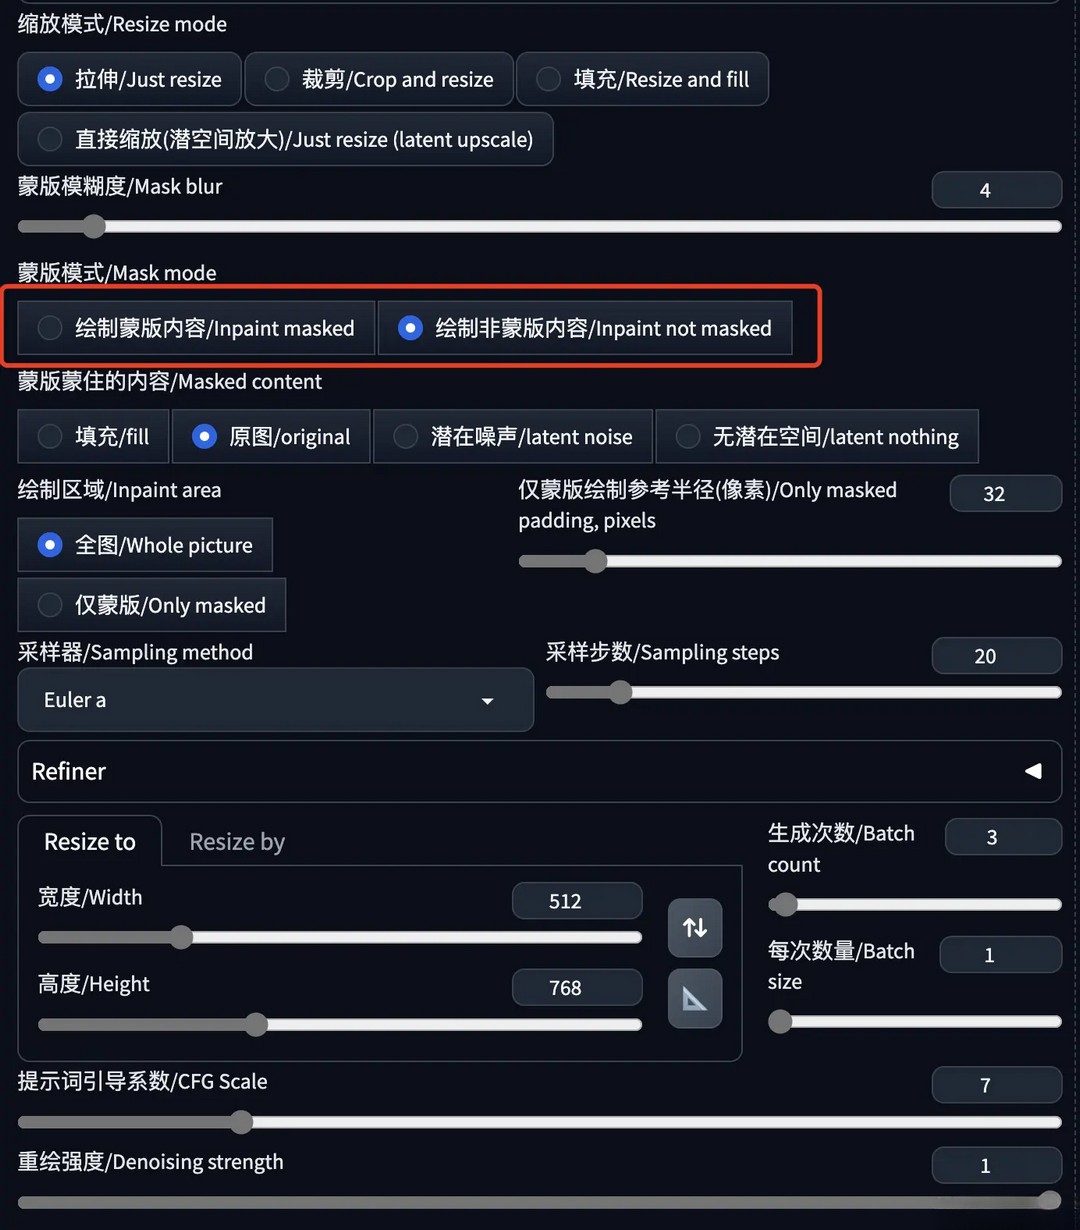 缩放模式/Resize mode
拉伸/Just resize
裁剪/Crop and resize
填充/Resize and fill
直接缩放(潜空间放大)/Just resize (latent upscale)
蒙版模糊度/Mask blur
4
蒙版模式/Mask mode
绘制蒙版内容/Inpaint masked
绘制非蒙版内容/Inpaint not masked
蒙版蒙住的内容/Masked content
填充/fill
原图/original
潜在噪声/latent noise
无潜在空间/latent nothing
绘制区域/Inpaint area
全图/Whole picture
仅蒙版/Only masked
仅蒙版绘制参考半径(像素)/Only masked
padding, pixels
32
采样器/Sampling method
Euler a
采样步数/Sampling steps
20
Refiner
Resize to
Resize by
宽度/Width
512
高度/Height
768
生成次数/Batch
count
3
每次数量/Batch
size
1
提示词引导系数/CFG Scale
7
重绘强度/Denoising strength
1